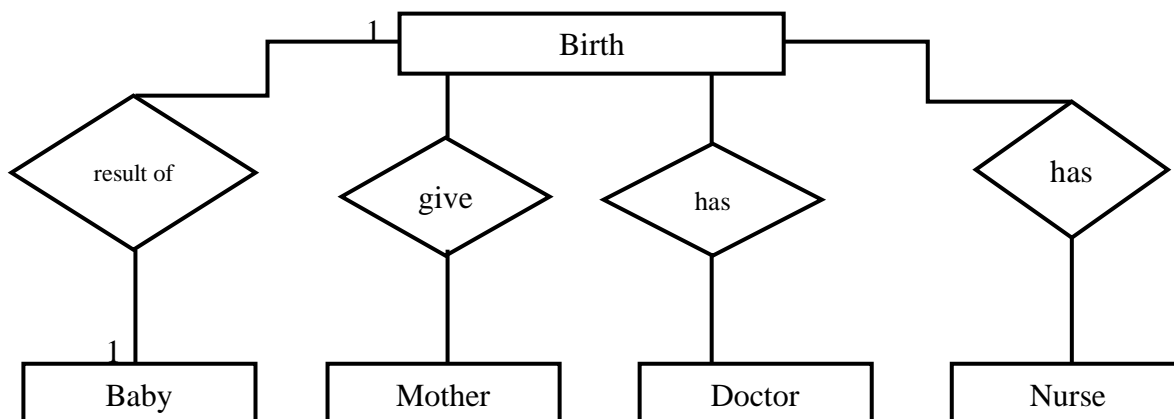 1
Birth
result of
give
has
has
1
Baby
Mother
Doctor
Nurse